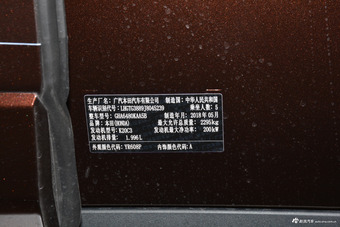 生产厂名：广汽本田汽车有限公司 制造国：中华人民共和国
车辆识别代号：LHGTG3889J8045239 乘坐人数：5
整车型号：GHA6480KAA5B 制造年月：2018年05月
品牌：本田(HONDA) 最大允许总质量：2295kg
发动机型号：K20C3 发动机最大净功率：200kW
发动机排量：1.996L
外观颜色代码：YR608P 内饰颜色代码：A